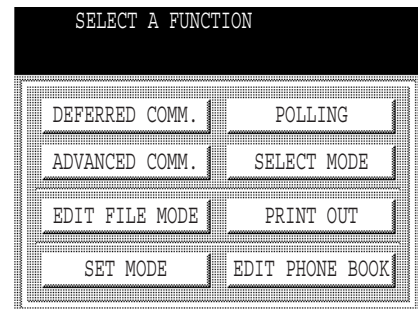 SELECT A FUNCTION
DEFERRED COMM. POLLING
ADVANCED COMM. SELECT MODE
EDIT FILE MODE PRINT OUT
SET MODE EDIT PHONE BOOK